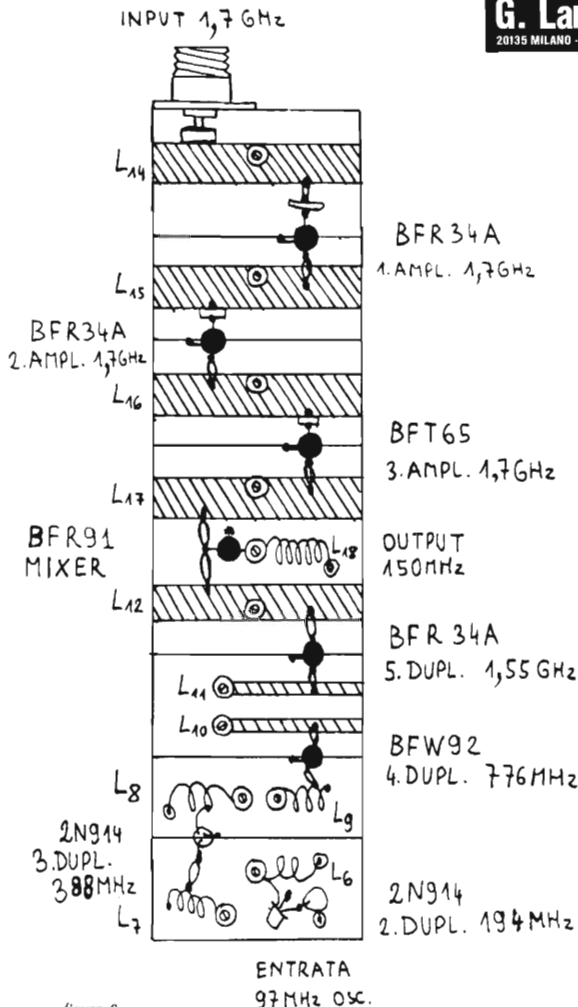 INPUT 1,7 GHz
G. La
20135 MILANO -
L14
BFR34A
1. AMPL. 1,7GHz
L15
BFR34A
2. AMPL. 1,7GHz
L16
BFT65
3. AMPL. 1,7GHz
L17
BFR91
MIXER
L18
OUTPUT
150MHz
L12
BFR34A
5. DUPL. 1,55 GHz
L11
L10
BFW92
4. DUPL. 776MHz
L8
L9
2N914
3. DUPL.
388MHz
L7
L6
2N914
2. DUPL. 194MHz
ENTRATA
97MHz OSC.